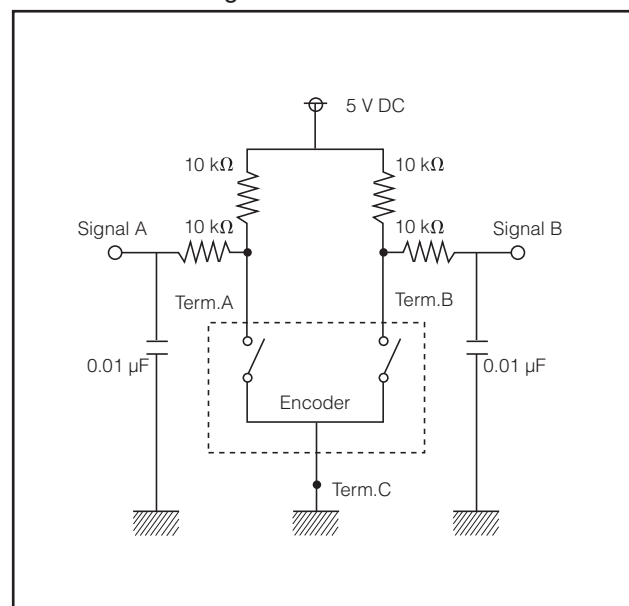 5 V DC
10 kΩ 10 kΩ
10 kΩ 10 kΩ
Signal A Signal B
Term.A Term.B
0.01 µF 0.01 µF
Encoder
Term.C